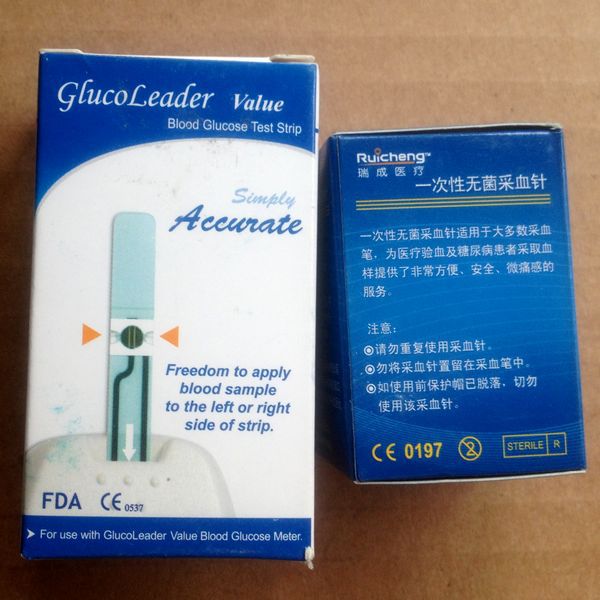 GlucoLeader Value
Blood Glucose Test Strip
Simply
Accurate
Freedom to apply
blood sample
to the left or right
side of strip.
FDA CE 0537
For use with GlucoLeader Value Blood Glucose Meter.
Ruicheng™
瑞成医疗
一次性无菌采血针
一次性无菌采血针适用于大多数采血
笔，为医疗验血及糖尿病患者采取血
样提供了非常方便、安全、微痛感的
服务。
注意：
请勿重复使用采血针。
勿将采血针置留在采血笔中。
如使用前保护帽已脱落，切勿
使用该采血针。
CE 0197 2 STERILE R